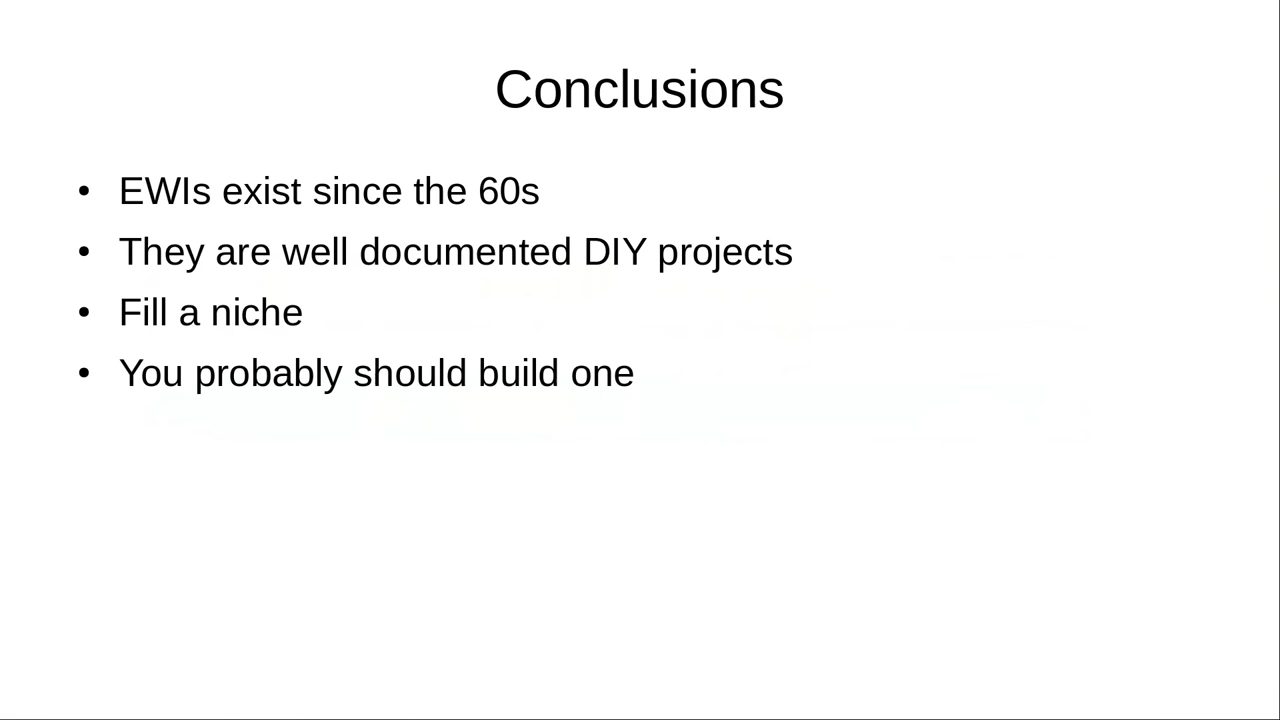 Conclusions
• EWIs exist since the 60s
• They are well documented DIY projects
• Fill a niche
• You probably should build one